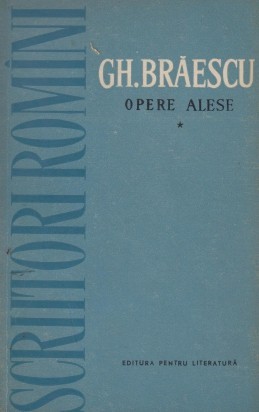 SCRIITORI ROMÎNI
GH. BRĂESCU
OPERE ALESE
*
EDITURA PENTRU LITERATURĂ